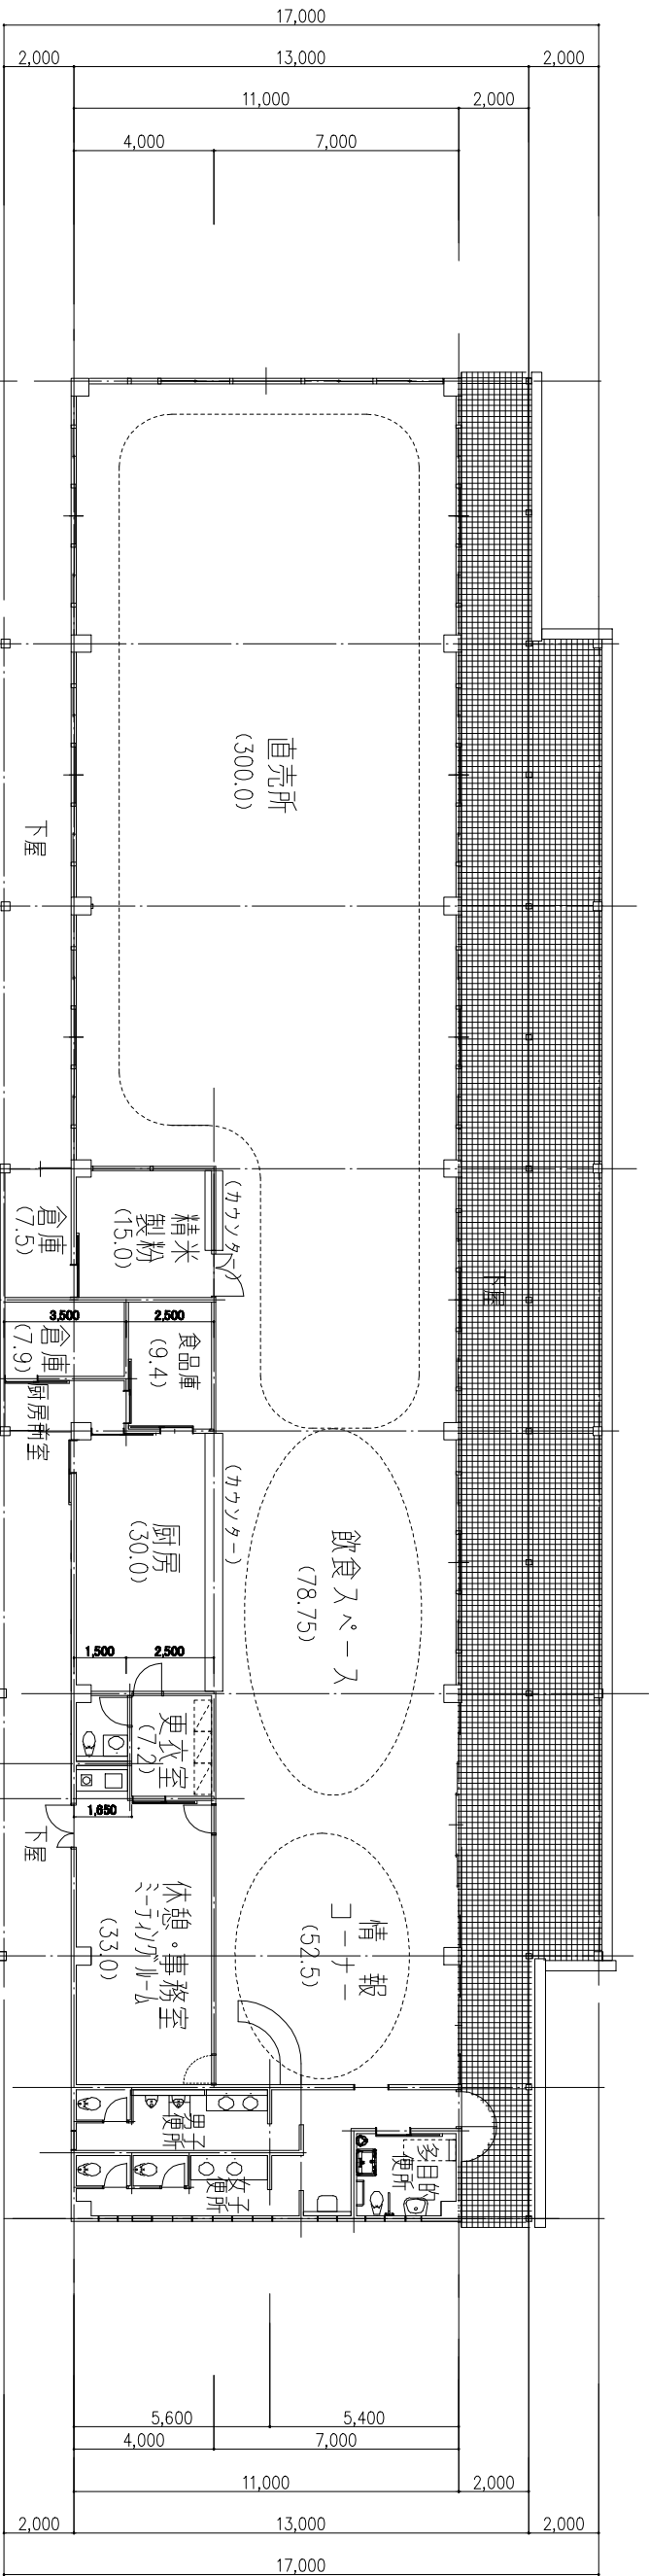 17,000
2,000
13,000
2,000
11,000
2,000
4,000
7,000
直売所
(300.0)
下屋
(カウンター)
精米
製粉
(15.0)
倉庫
(7.5)
下屋
3,500
2,500
食品庫
(9.4)
倉庫
(7.9)
厨房前室
(カウンター)
厨房
(30.0)
飲食スペース
(78.75)
1,500
2,500
更衣室
(7.2)
1,650
下屋
休憩・事務室
ミーティングルーム
(33.0)
情報
コーナー
(52.5)
男子
便所
女子
便所
多目的
便所
5,600
5,400
4,000
7,000
11,000
2,000
2,000
13,000
2,000
17,000